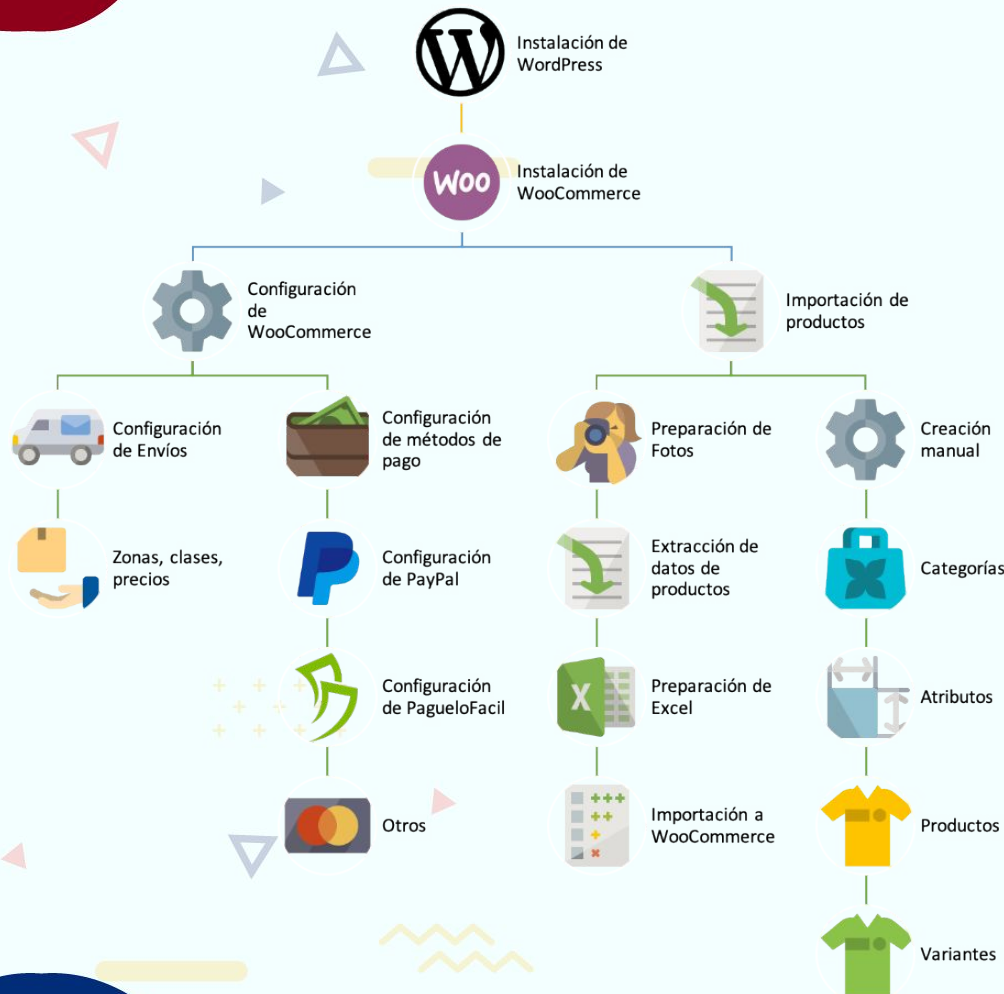 Instalación de
WordPress
Woo
Instalación de
WooCommerce
Configuración
de
WooCommerce
Importación de
productos
Configuración
de Envíos
Configuración
de métodos de
pago
Preparación de
Fotos
Creación
manual
Zonas, clases,
precios
Configuración
de PayPal
Extracción de
datos de
productos
Categorías
Configuración
de PagueloFacil
X
Preparación de
Excel
Atributos
Otros
Importación a
WooCommerce
Productos
Variantes